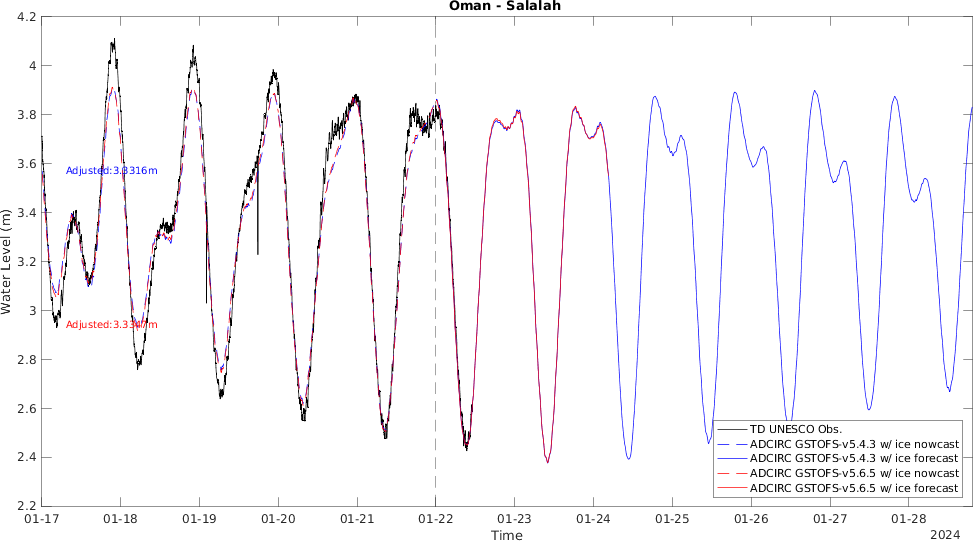 Oman - Salalah
Water Level (m)
4.2
4
3.8
3.6
3.4
3.2
3
2.8
2.6
2.4
2.2
Adjusted:3.3316m
Adjusted:3.3347m
TD UNESCO Obs.
ADCIRC GSTOFS-v5.4.3 w/ ice nowcast
ADCIRC GSTOFS-v5.4.3 w/ ice forecast
ADCIRC GSTOFS-v5.6.5 w/ ice nowcast
ADCIRC GSTOFS-v5.6.5 w/ ice forecast
01-17 01-18 01-19 01-20 01-21 01-22 01-23 01-24 01-25 01-26 01-27 01-28
Time
2024